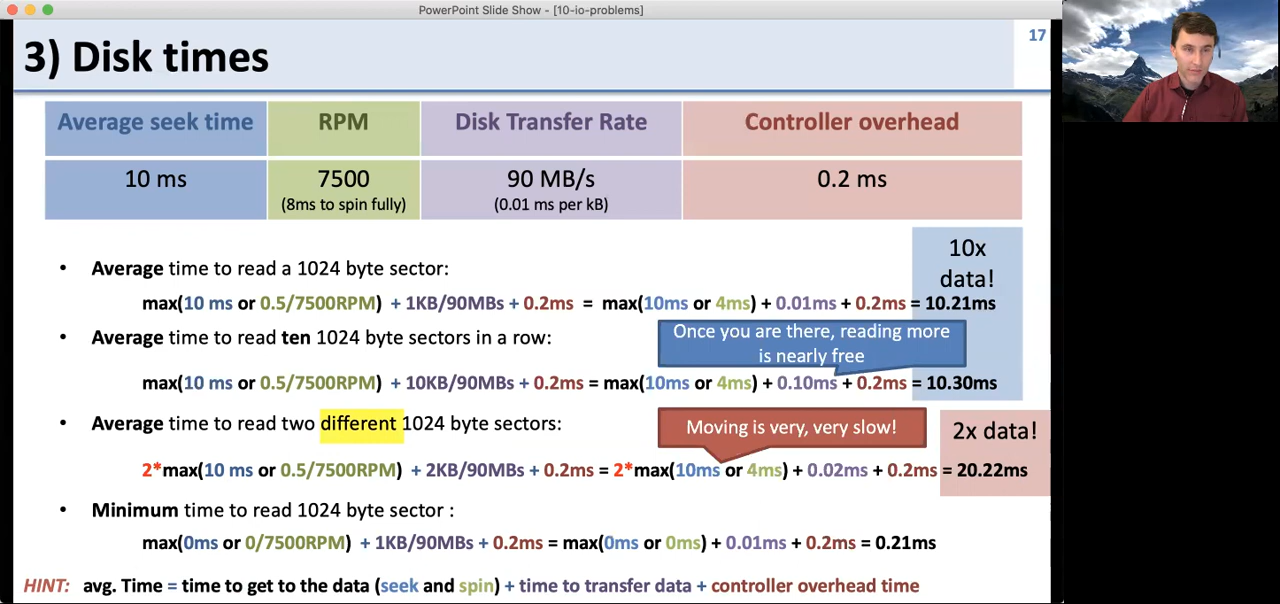 PowerPoint Slide Show - [10-io-problems]
17
3) Disk times
Average seek time RPM Disk Transfer Rate Controller overhead
10 ms 7500 90 MB/s 0.2 ms
(8ms to spin fully) (0.01 ms per kB)
10x
data!
• Average time to read a 1024 byte sector:
max(10 ms or 0.5/7500RPM) + 1KB/90MBs + 0.2ms = max(10ms or 4ms) + 0.01ms + 0.2ms = 10.21ms
• Average time to read ten 1024 byte sectors in a row:
Once you are there, reading more
is nearly free
max(10 ms or 0.5/7500RPM) + 10KB/90MBs + 0.2ms = max(10ms or 4ms) + 0.10ms + 0.2ms = 10.30ms
• Average time to read two different 1024 byte sectors:
Moving is very, very slow!
2x data!
2*max(10 ms or 0.5/7500RPM) + 2KB/90MBs + 0.2ms = 2*max(10ms or 4ms) + 0.02ms + 0.2ms = 20.22ms
• Minimum time to read 1024 byte sector :
max(0ms or 0/7500RPM) + 1KB/90MBs + 0.2ms = max(0ms or 0ms) + 0.01ms + 0.2ms = 0.21ms
HINT: avg. Time = time to get to the data (seek and spin) + time to transfer data + controller overhead time